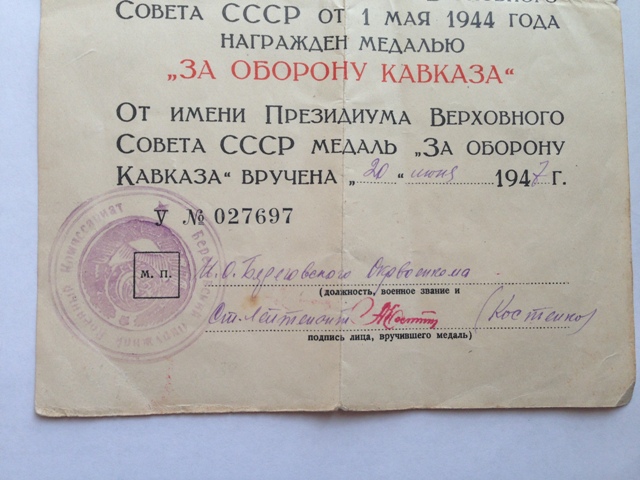 Совета СССР от 1 мая 1944 года
награжден медалью
„ЗА ОБОРОНУ КАВКАЗА“
От имени Президиума Верховного
Совета СССР медаль „За оборону
Кавказа“ вручена „20“ июня 1947 г.
У № 027697
м. п.
И.О. Окрвоенкома
(должность, военное звание и
Ст. Лейтенант (Костенко)
подпись лица, вручившего медаль)